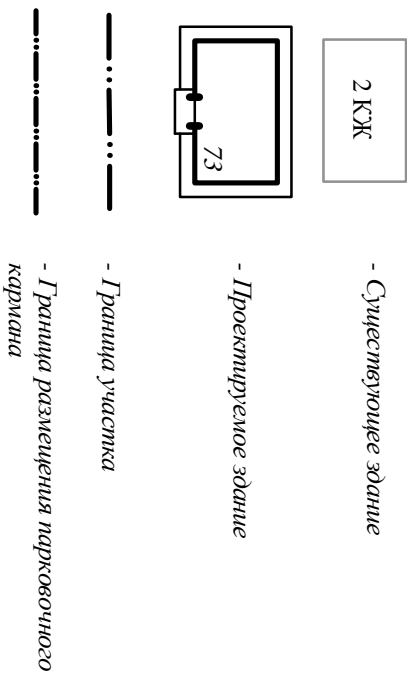 2 КЖ
- Существующее здание
73
- Проектируемое здание
- Граница участка
- Граница размещения парковочного
кармана